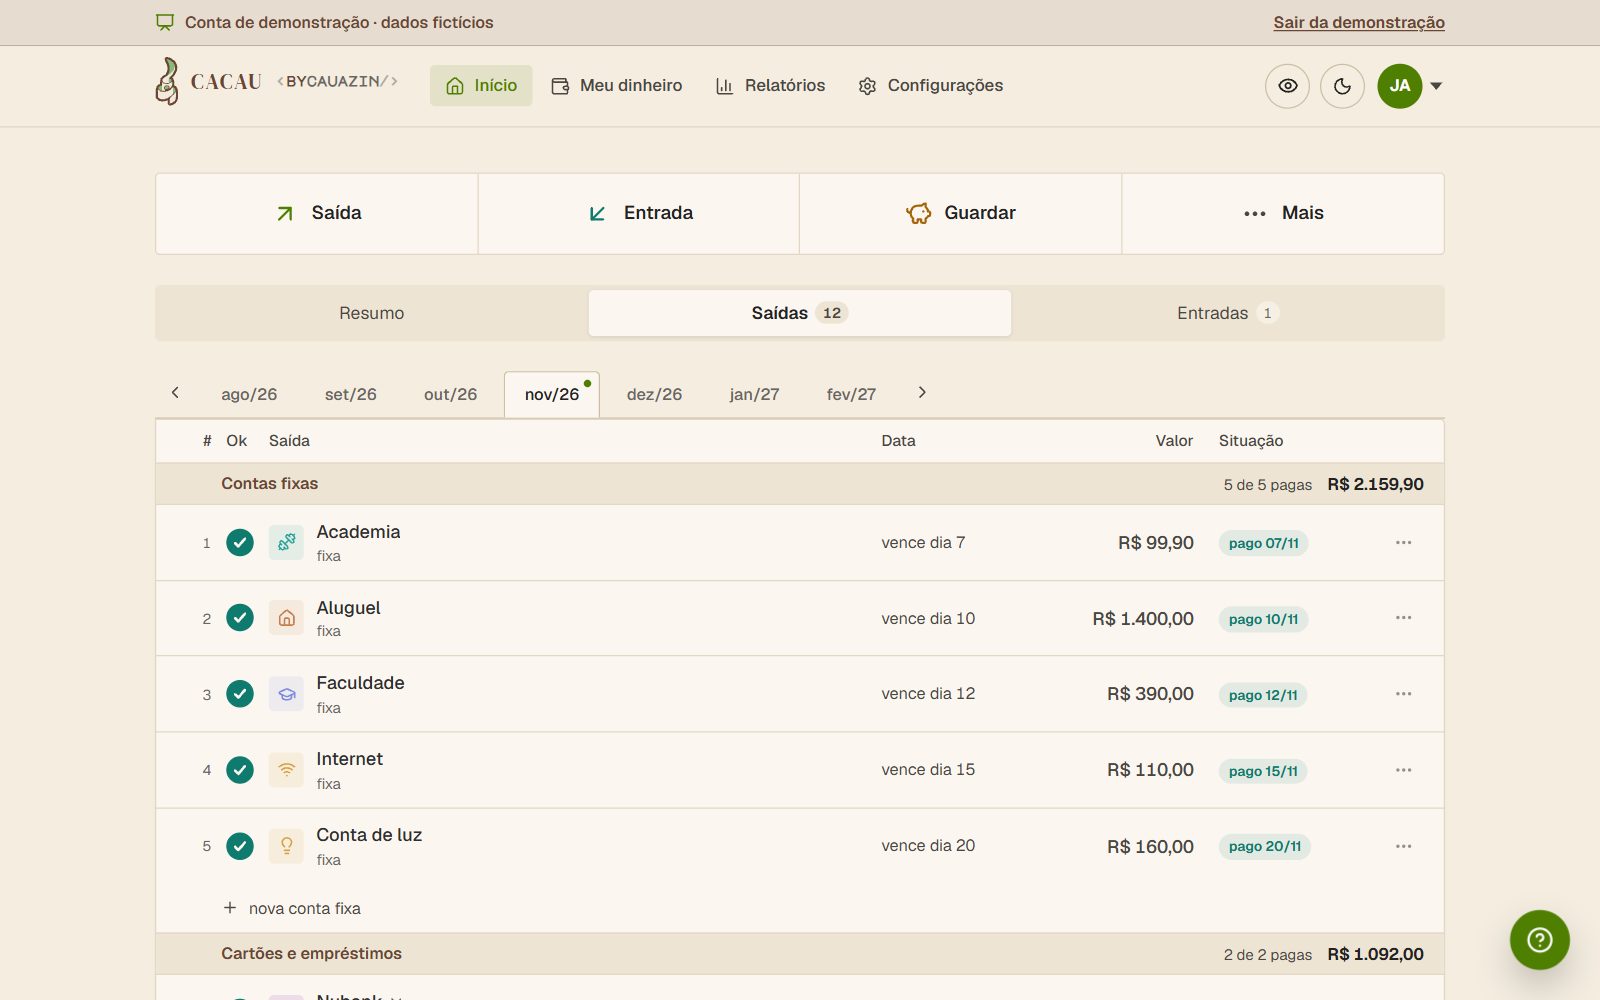 Conta de demonstração · dados fictícios
Sair da demonstração
CACAU <BYCAUAZIN/>
Início
Meu dinheiro
Relatórios
Configurações
JA
Saída
Entrada
Guardar
Mais
Resumo
Saídas 12
Entradas 1
ago/26 set/26 out/26 nov/26 dez/26 jan/27 fev/27
# Ok Saída Data Valor Situação
Contas fixas 5 de 5 pagas R$ 2.159,90
1 Academia vence dia 7 R$ 99,90 pago 07/11
fixa
2 Aluguel vence dia 10 R$ 1.400,00 pago 10/11
fixa
3 Faculdade vence dia 12 R$ 390,00 pago 12/11
fixa
4 Internet vence dia 15 R$ 110,00 pago 15/11
fixa
5 Conta de luz vence dia 20 R$ 160,00 pago 20/11
fixa
+ nova conta fixa
Cartões e empréstimos 2 de 2 pagas R$ 1.092,00